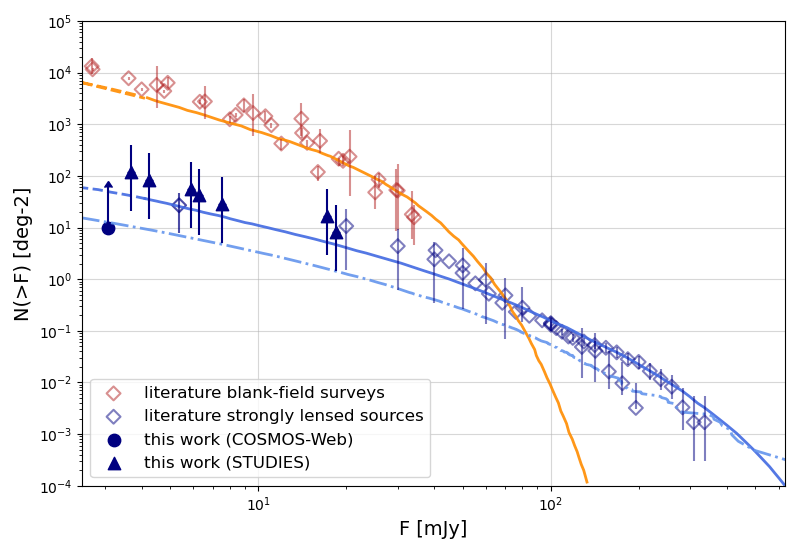 10^5
10^4
10^3
10^2
10^1
10^0
10^-1
10^-2
10^-3
10^-4
N(>F) [deg-2]
literature blank-field surveys
literature strongly lensed sources
this work (COSMOS-Web)
this work (STUDIES)
10^1
10^2
F [mJy]